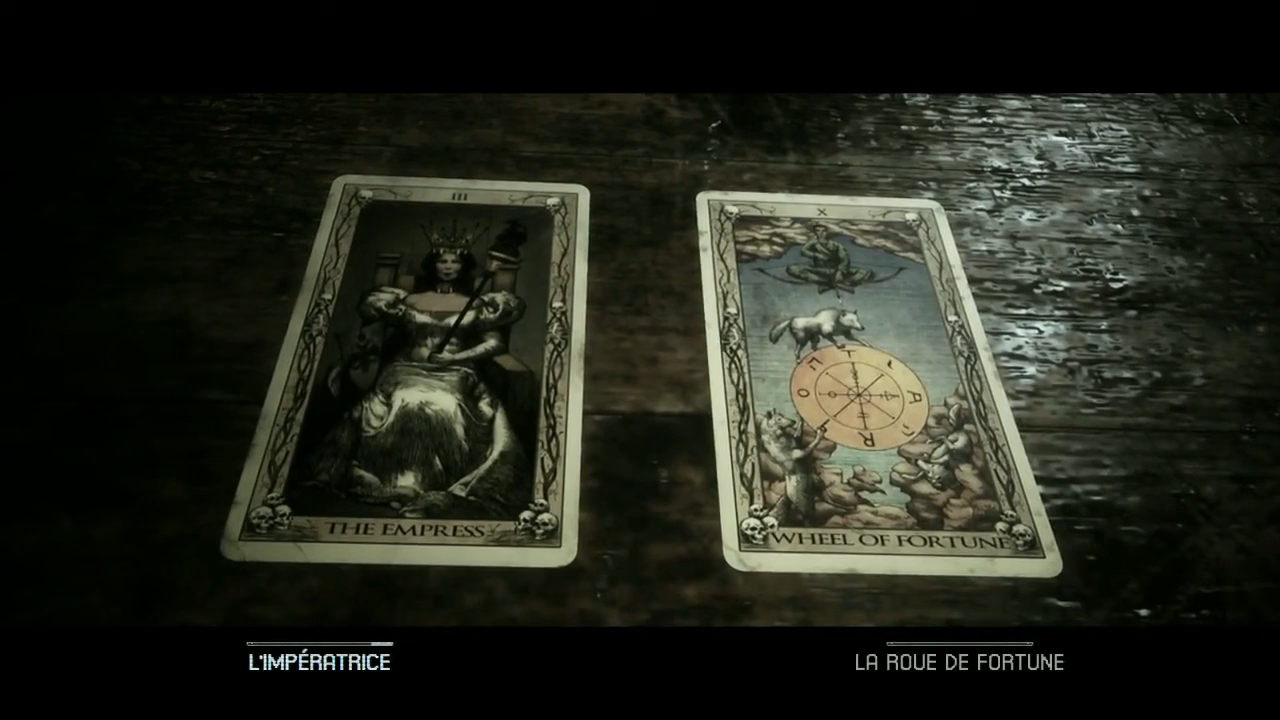 III
THE EMPRESS
X
T
A
R
O
WHEEL OF FORTUNE
L'IMPÉRATRICE
LA ROUE DE FORTUNE